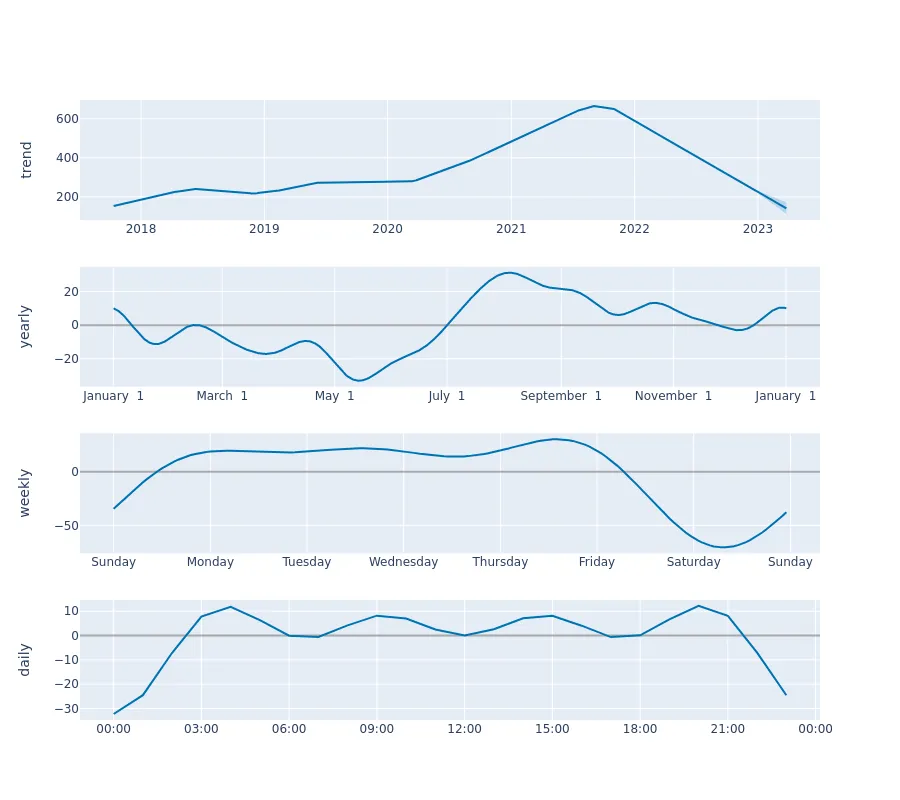 trend
600
400
200
2018 2019 2020 2021 2022 2023
yearly
20
0
−20
January 1 March 1 May 1 July 1 September 1 November 1 January 1
weekly
0
−50
Sunday Monday Tuesday Wednesday Thursday Friday Saturday Sunday
daily
10
0
−10
−20
−30
00:00 03:00 06:00 09:00 12:00 15:00 18:00 21:00 00:00